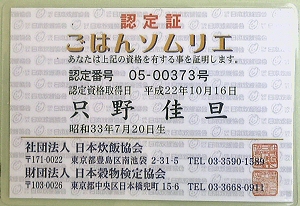 認定証
ごはんソムリエ
あなたは上記の資格を有する事を証明します。
認定番号 05-00373号
認定資格取得日 平成22年10月16日
只野佳旦
昭和33年7月20日生
社団法人 日本炊飯協会
〒171-0022 東京都豊島区南池袋 2-31-5 TEL 03-3590-1589
財団法人 日本穀物検定協会
〒103-0026 東京都中央区日本橋兜町 15-6 TEL 03-3668-0911